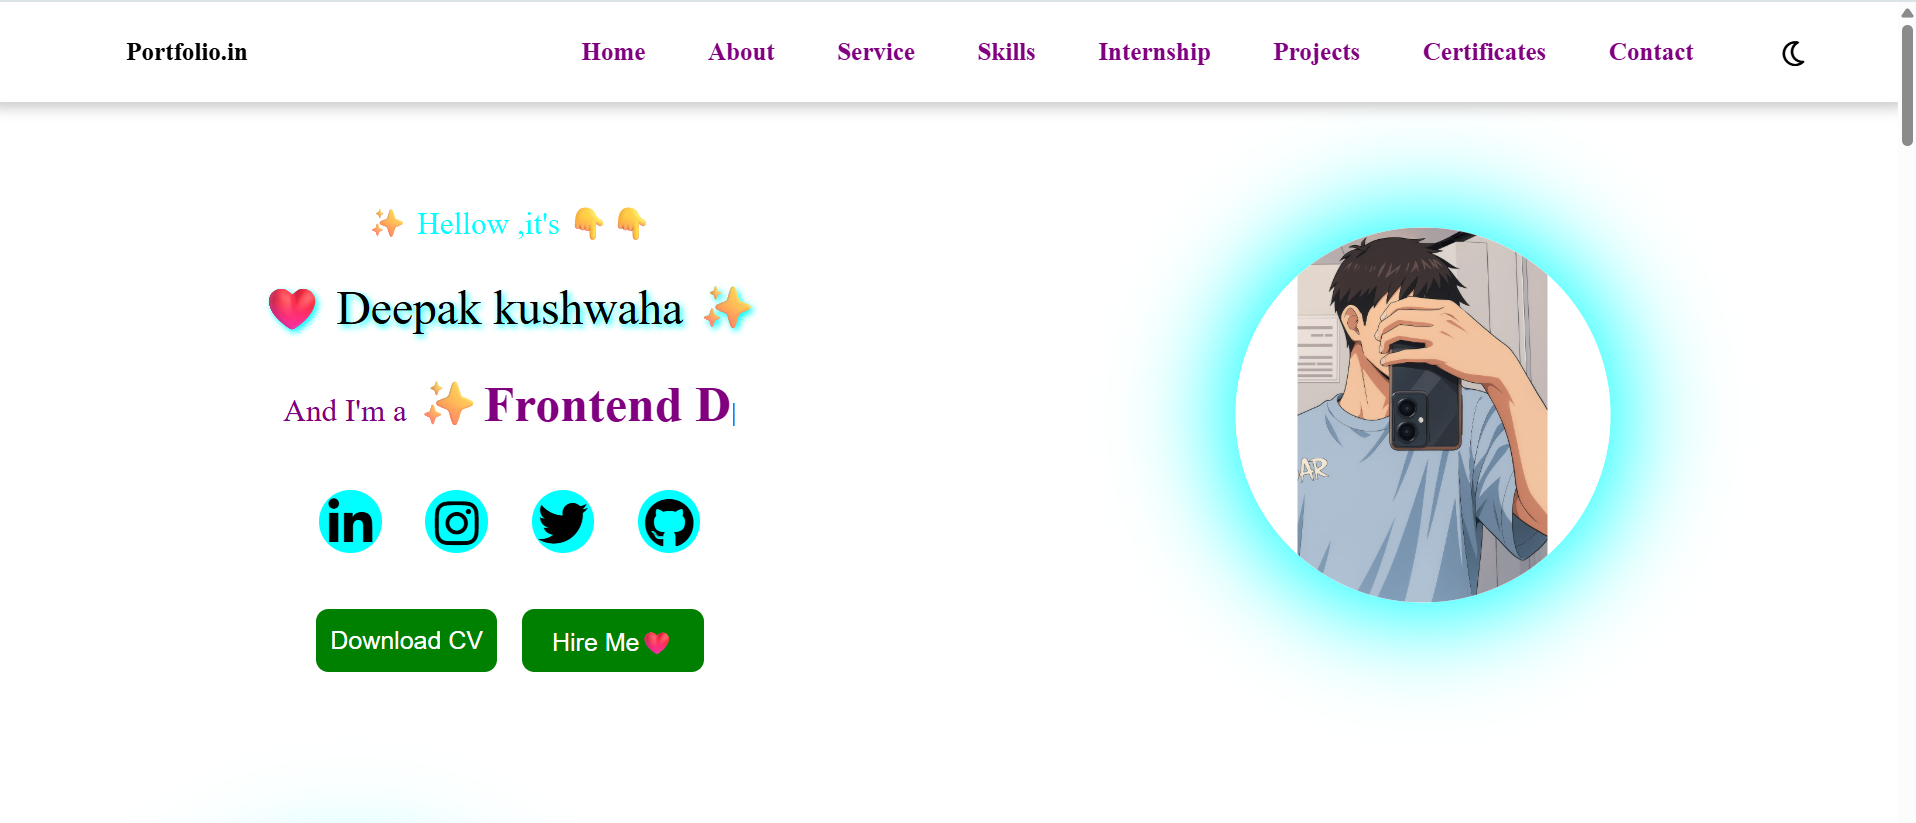 Portfolio.in
Home About Service Skills Internship Projects Certificates Contact
✨ Hellow ,it's 👇 👇
❤️ Deepak kushwaha ✨
And I'm a ✨ Frontend D|
in
Download CV
Hire Me❤️
AR